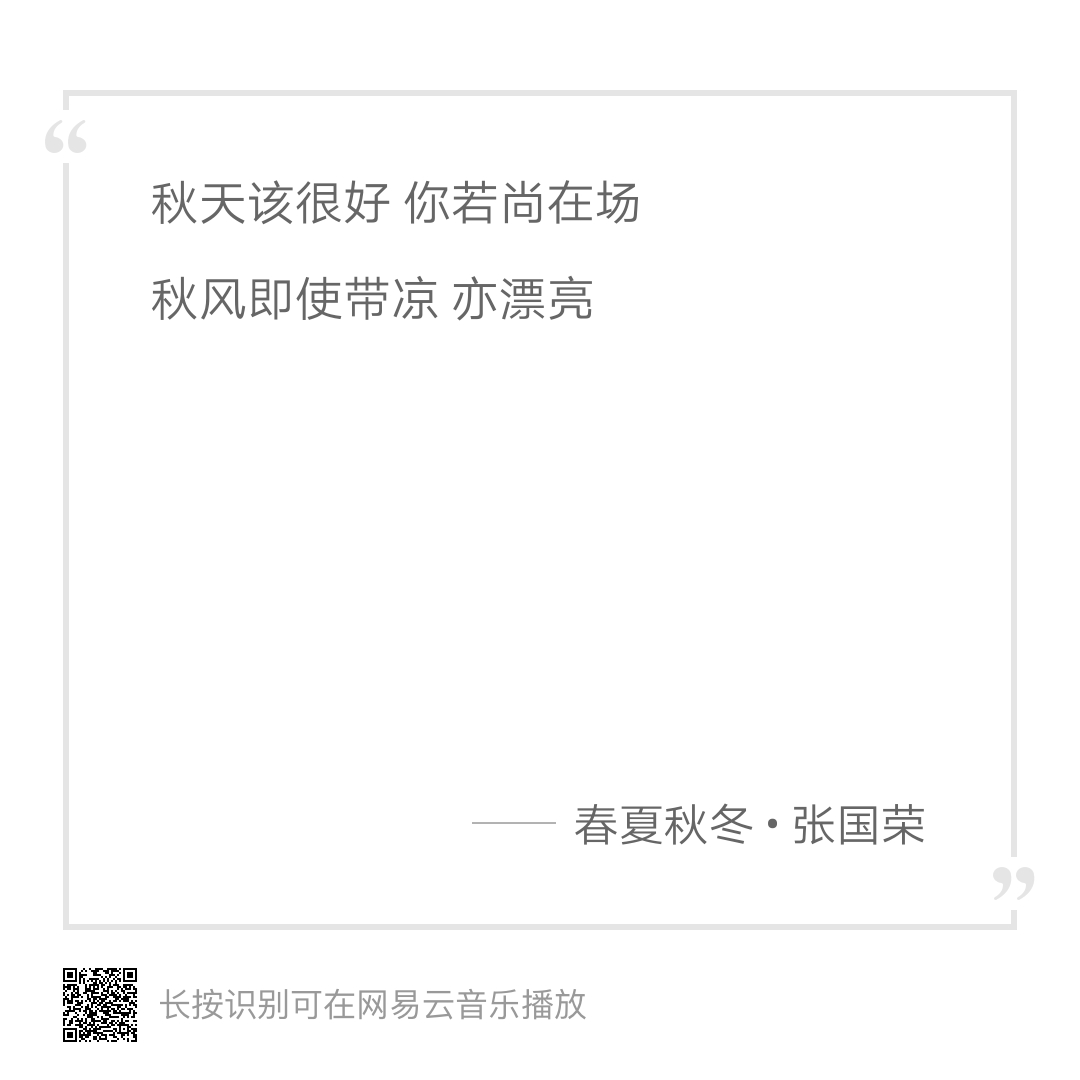 “
秋天该很好 你若尚在场
秋风即使带凉 亦漂亮
—— 春夏秋冬 • 张国荣
”
长按识别可在网易云音乐播放